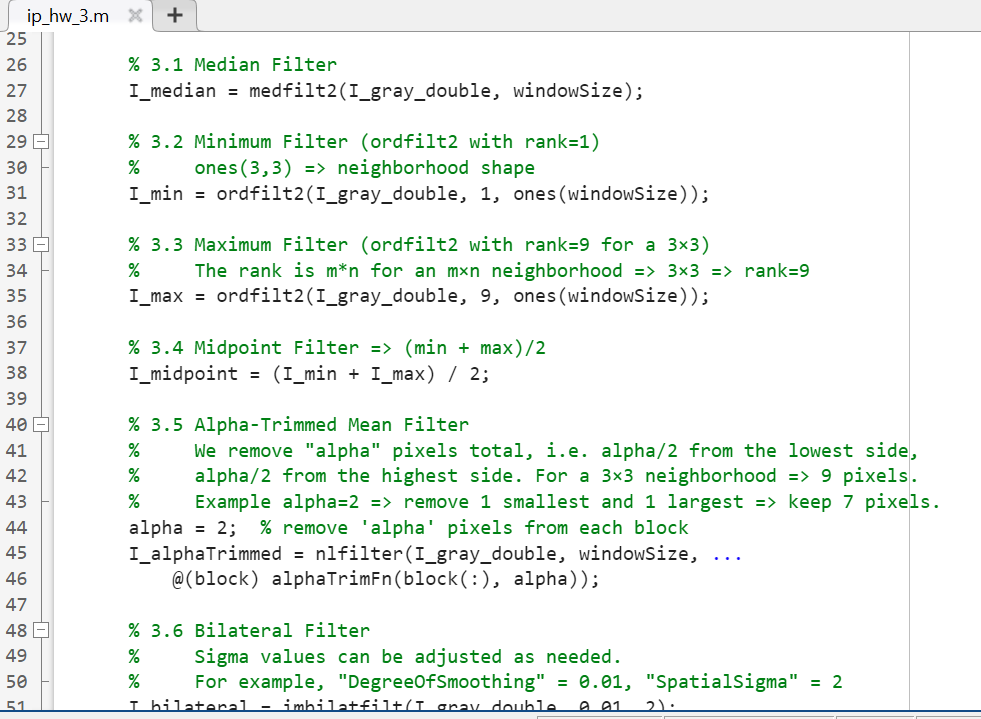 ip_hw_3.m
25
26 % 3.1 Median Filter
27 I_median = medfilt2(I_gray_double, windowSize);
28
29 % 3.2 Minimum Filter (ordfilt2 with rank=1)
30 %     ones(3,3) => neighborhood shape
31 I_min = ordfilt2(I_gray_double, 1, ones(windowSize));
32
33 % 3.3 Maximum Filter (ordfilt2 with rank=9 for a 3×3)
34 %     The rank is m*n for an m×n neighborhood => 3×3 => rank=9
35 I_max = ordfilt2(I_gray_double, 9, ones(windowSize));
36
37 % 3.4 Midpoint Filter => (min + max)/2
38 I_midpoint = (I_min + I_max) / 2;
39
40 % 3.5 Alpha-Trimmed Mean Filter
41 %     We remove "alpha" pixels total, i.e. alpha/2 from the lowest side,
42 %     alpha/2 from the highest side. For a 3×3 neighborhood => 9 pixels.
43 %     Example alpha=2 => remove 1 smallest and 1 largest => keep 7 pixels.
44 alpha = 2;  % remove 'alpha' pixels from each block
45 I_alphaTrimmed = nlfilter(I_gray_double, windowSize, ...
46     @(block) alphaTrimFn(block(:), alpha));
47
48 % 3.6 Bilateral Filter
49 %     Sigma values can be adjusted as needed.
50 %     For example, "DegreeOfSmoothing" = 0.01, "SpatialSigma" = 2
51 I_bilateral = imbilatfilt(I_gray_double, 0.01, 2);